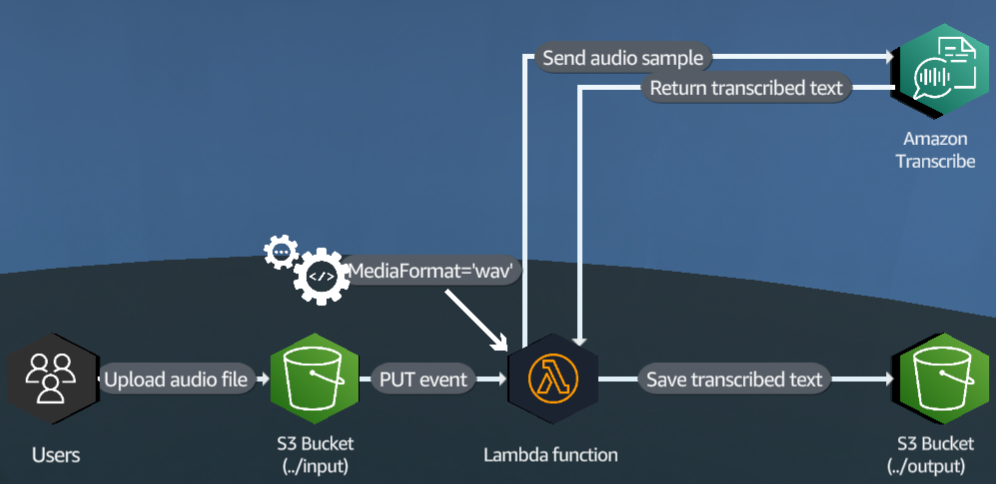 Send audio sample
Return transcribed text
Amazon
Transcribe
MediaFormat='wav'
</>
Upload audio file
PUT event
Save transcribed text
Users
S3 Bucket
(../input)
Lambda function
S3 Bucket
(../output)